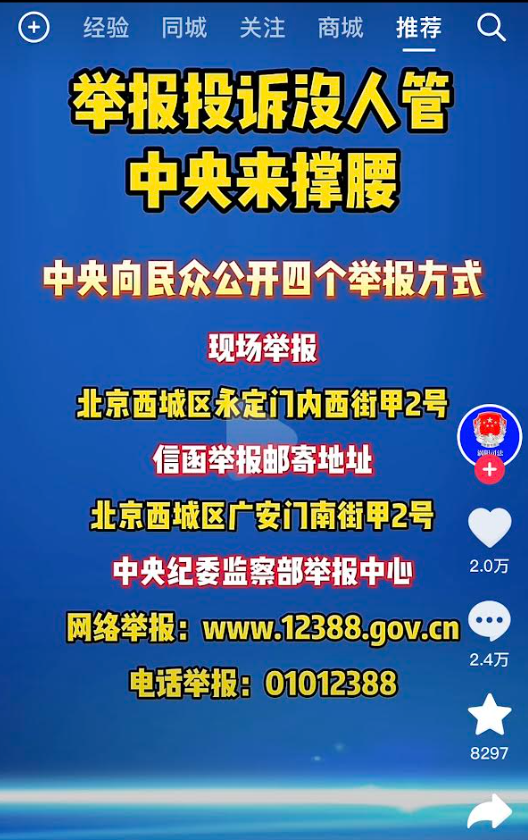 经验 同城 关注 商城 推荐
举报投诉没人管
中央来撑腰
中央向民众公开四个举报方式
现场举报
北京西城区永定门内西街甲2号
信函举报邮寄地址
北京西城区广安门南街甲2号
中央纪委监察部举报中心
网络举报：www.12388.gov.cn
电话举报：01012388
2.0万
2.4万
8297